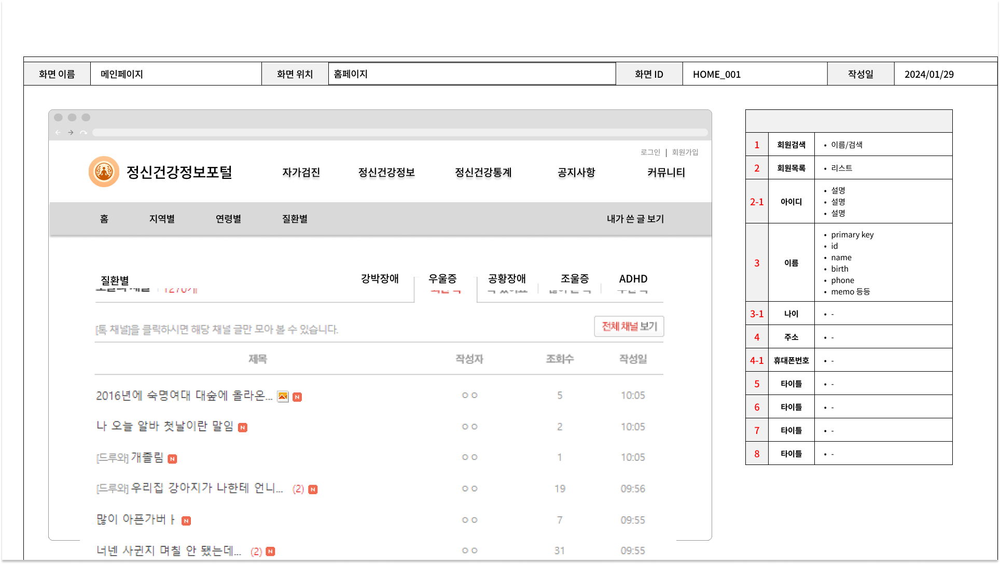 화면 이름 메인페이지 화면 위치 홈페이지 화면 ID HOME_001 작성일 2024/01/29
로그인 | 회원가입
정신건강정보포털 자가검진 정신건강정보 정신건강통계 공지사항 커뮤니티
홈 지역별 연령별 질환별 내가 쓴 글 보기
질환별 강박장애 우울증 공황장애 조울증 ADHD
[톡 채널]을 클릭하시면 해당 채널 글만 모아 볼 수 있습니다. 전체 채널 보기
제목 작성자 조회수 작성일
2016년에 숙명여대 대숲에 올라온... N ㅇㅇ 5 10:05
나 오늘 알바 첫날이란 말임 N ㅇㅇ 2 10:05
[드루와] 개졸림 N ㅇㅇ 1 10:05
[드루와] 우리집 강아지가 나한테 언니... (2) N ㅇㅇ 19 09:56
많이 아픈가버ㅏ N ㅇㅇ 7 09:55
너넨 사귄지 며칠 안 됐는데... (2) N ㅇㅇ 31 09:55
1 회원검색 • 이름/검색
2 회원목록 • 리스트
2-1 아이디 • 설명
• 설명
• 설명
3 이름 • primary key
• id
• name
• birth
• phone
• memo 등등
3-1 나이 • -
4 주소 • -
4-1 휴대폰번호 • -
5 타이틀 • -
6 타이틀 • -
7 타이틀 • -
8 타이틀 • -